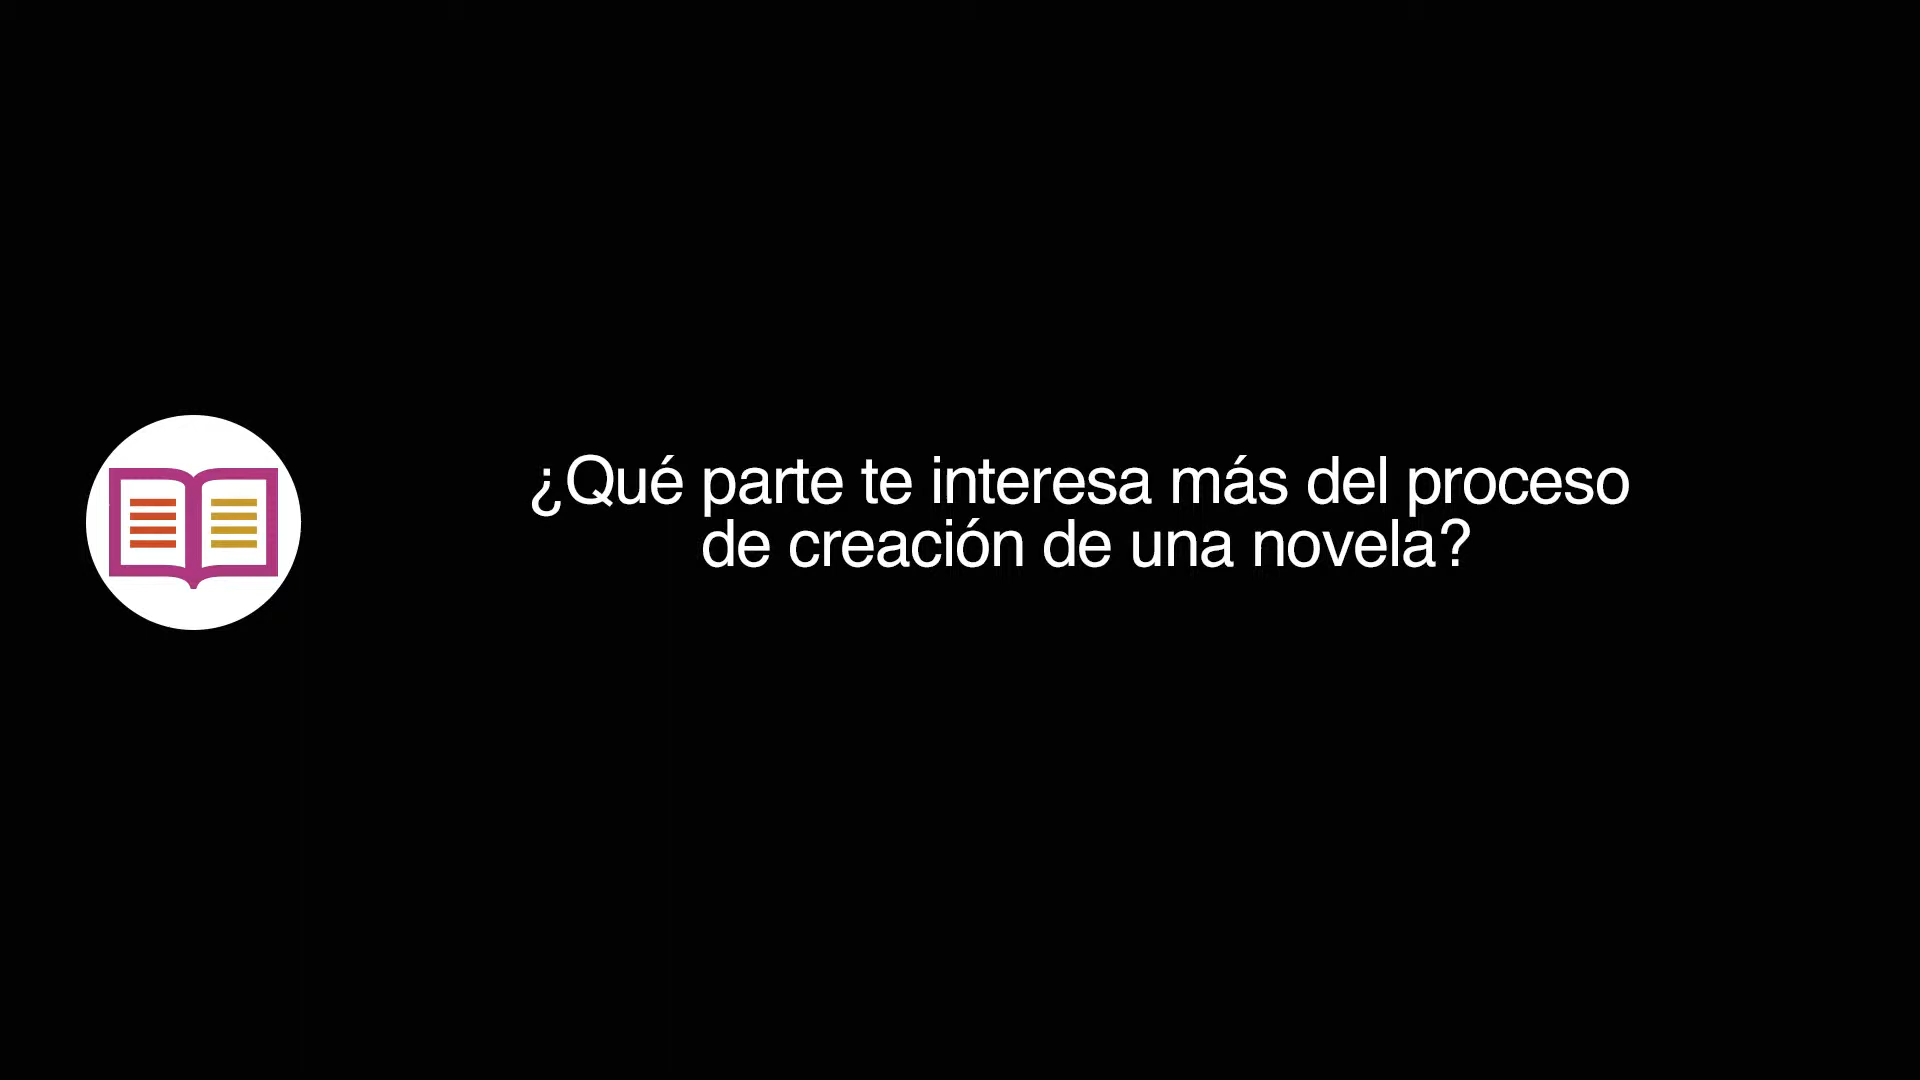 ¿Qué parte te interesa más del proceso
de creación de una novela?